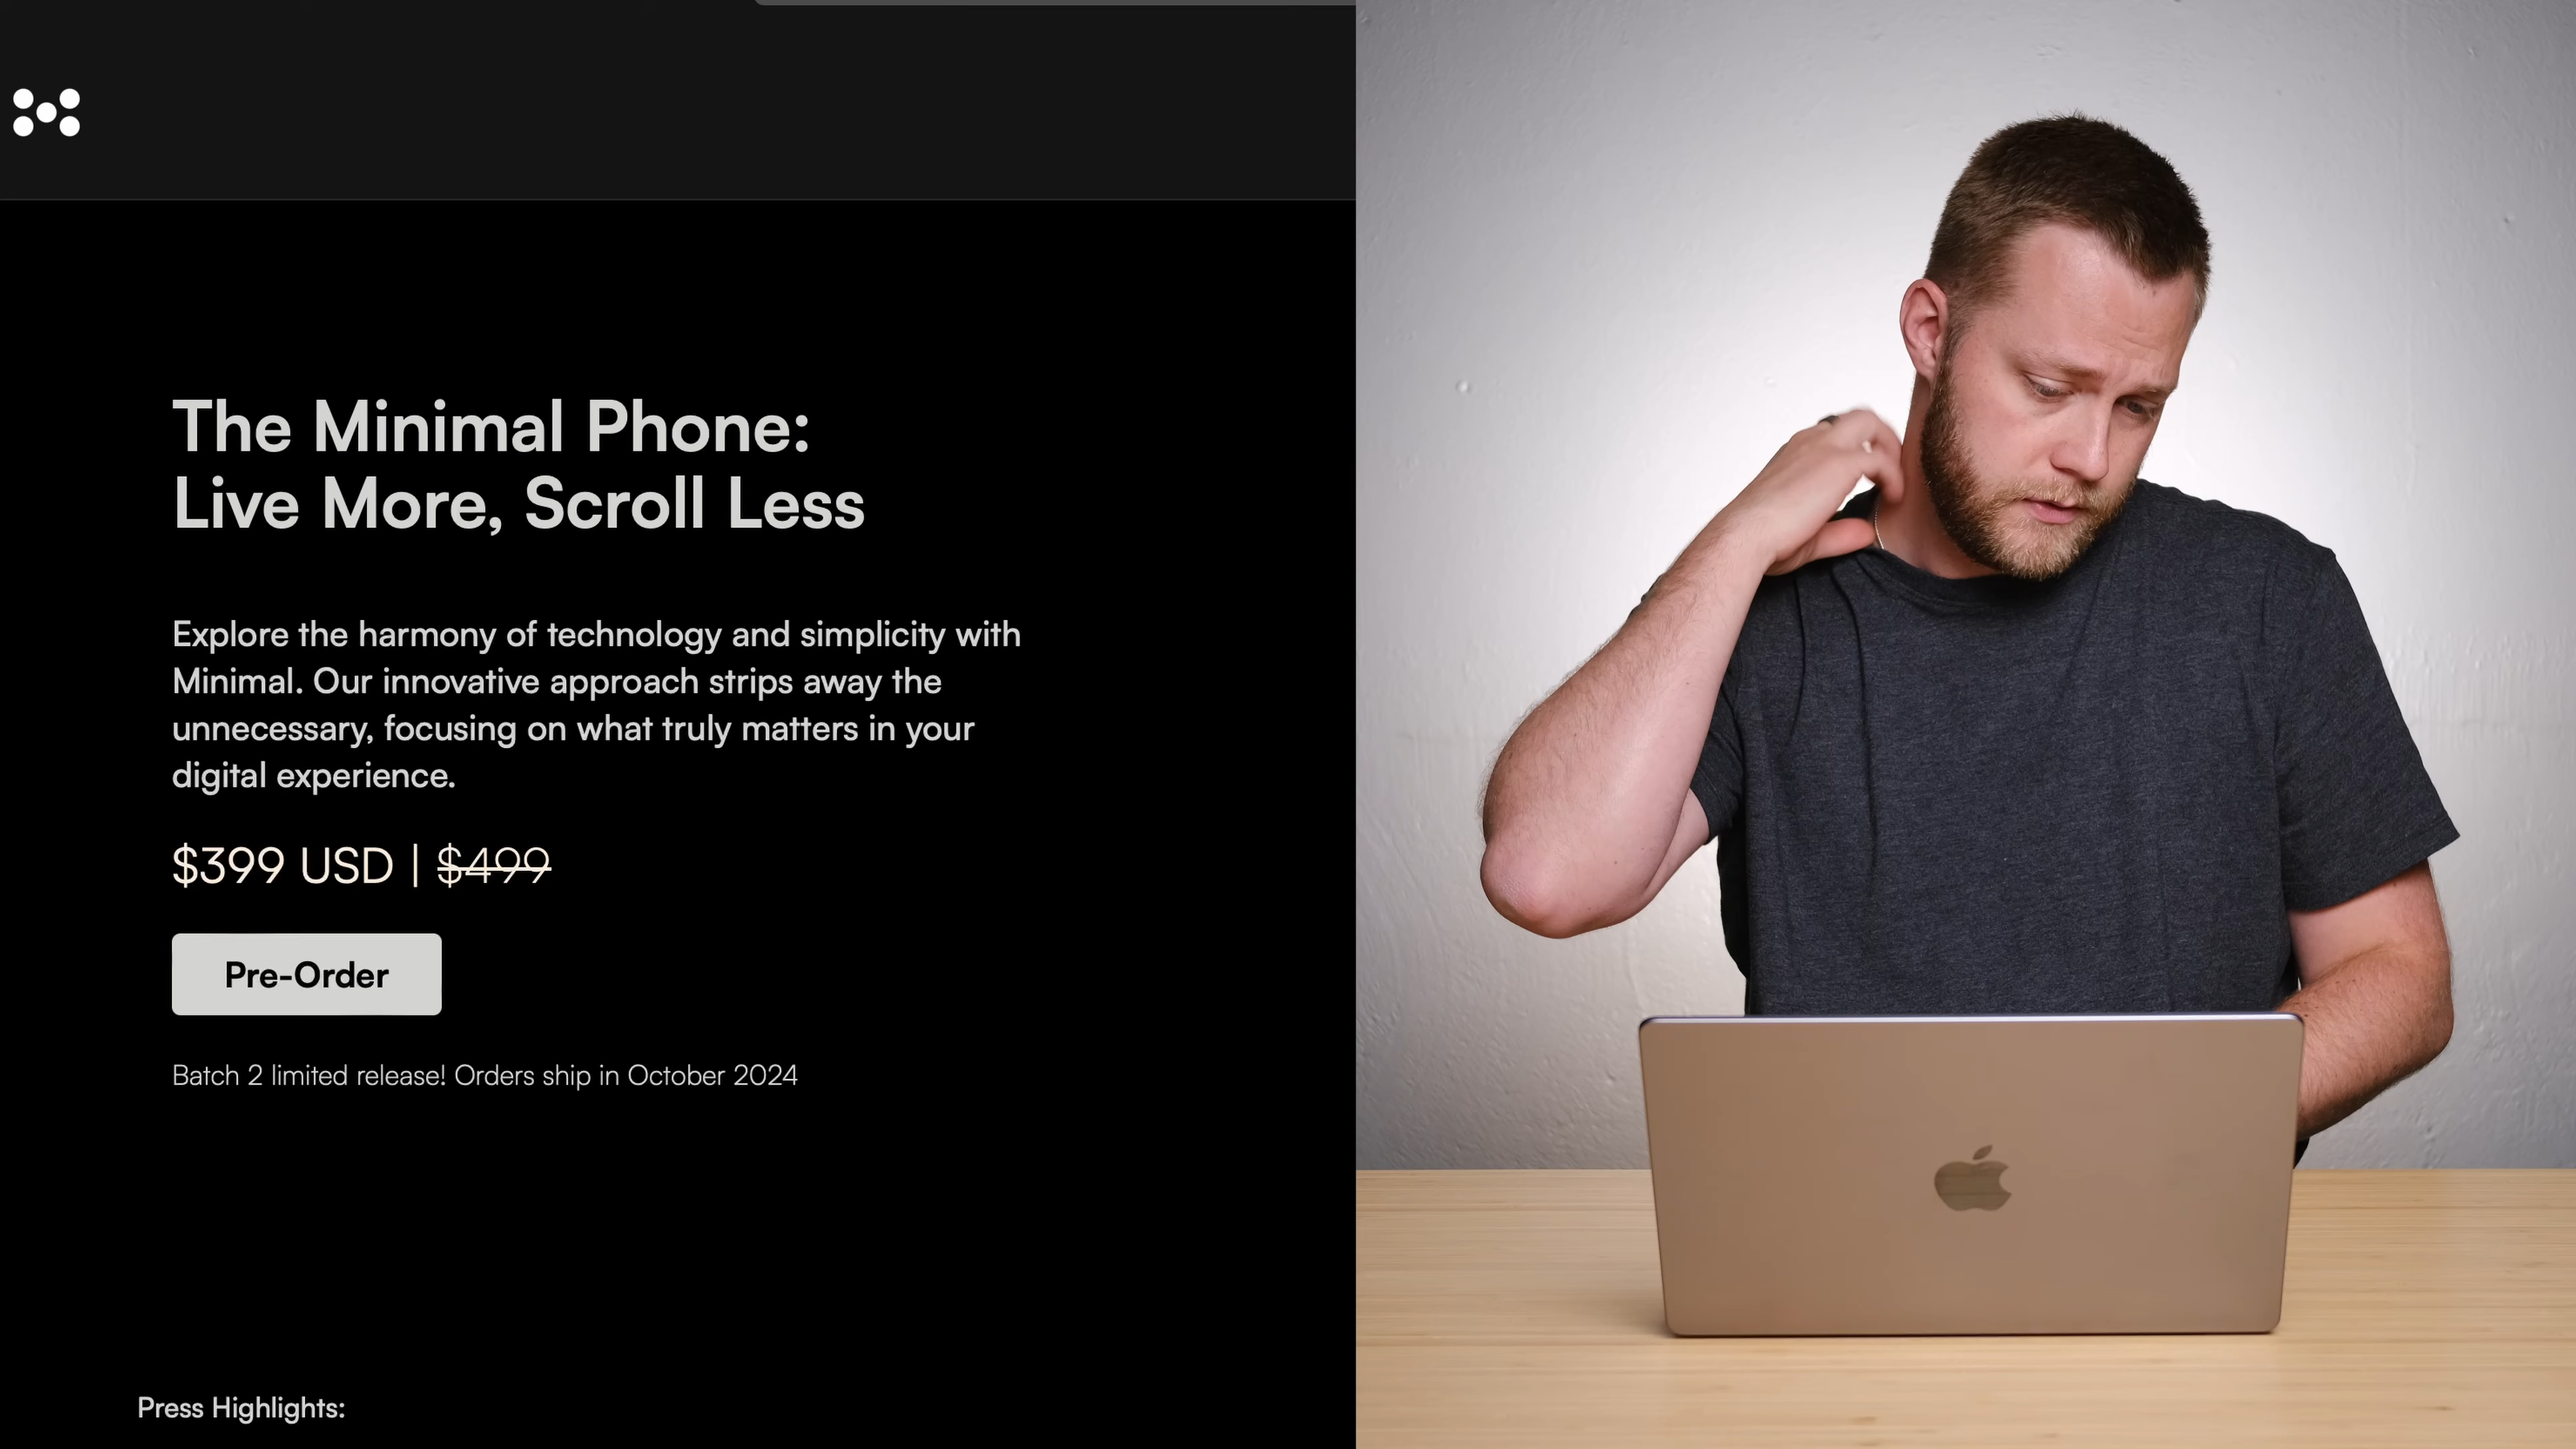 The Minimal Phone:
Live More, Scroll Less
Explore the harmony of technology and simplicity with
Minimal. Our innovative approach strips away the
unnecessary, focusing on what truly matters in your
digital experience.
$399 USD | $499
Pre-Order
Batch 2 limited release! Orders ship in October 2024
Press Highlights: